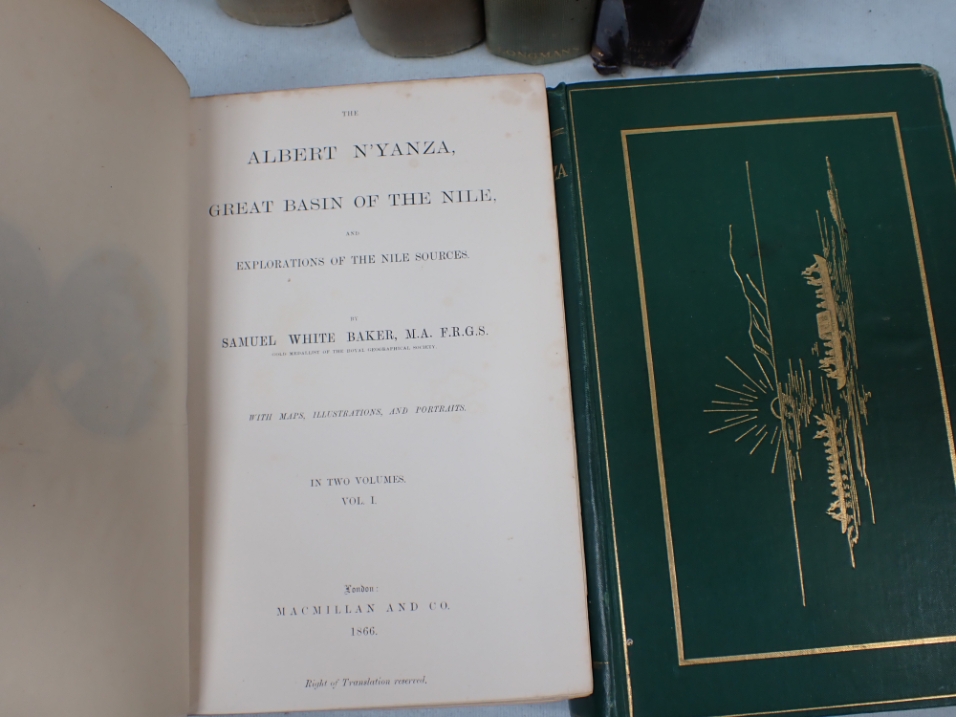 LONGMANS
THE
ALBERT N'YANZA,
GREAT BASIN OF THE NILE,
AND
EXPLORATIONS OF THE NILE SOURCES.
BY
SAMUEL WHITE BAKER, M.A. F.R.G.S.
GOLD MEDALLIST OF THE ROYAL GEOGRAPHICAL SOCIETY.
WITH MAPS, ILLUSTRATIONS, AND PORTRAITS.
IN TWO VOLUMES.
VOL. I.
London:
MACMILLAN AND CO.
1866.
Right of Translation reserved.